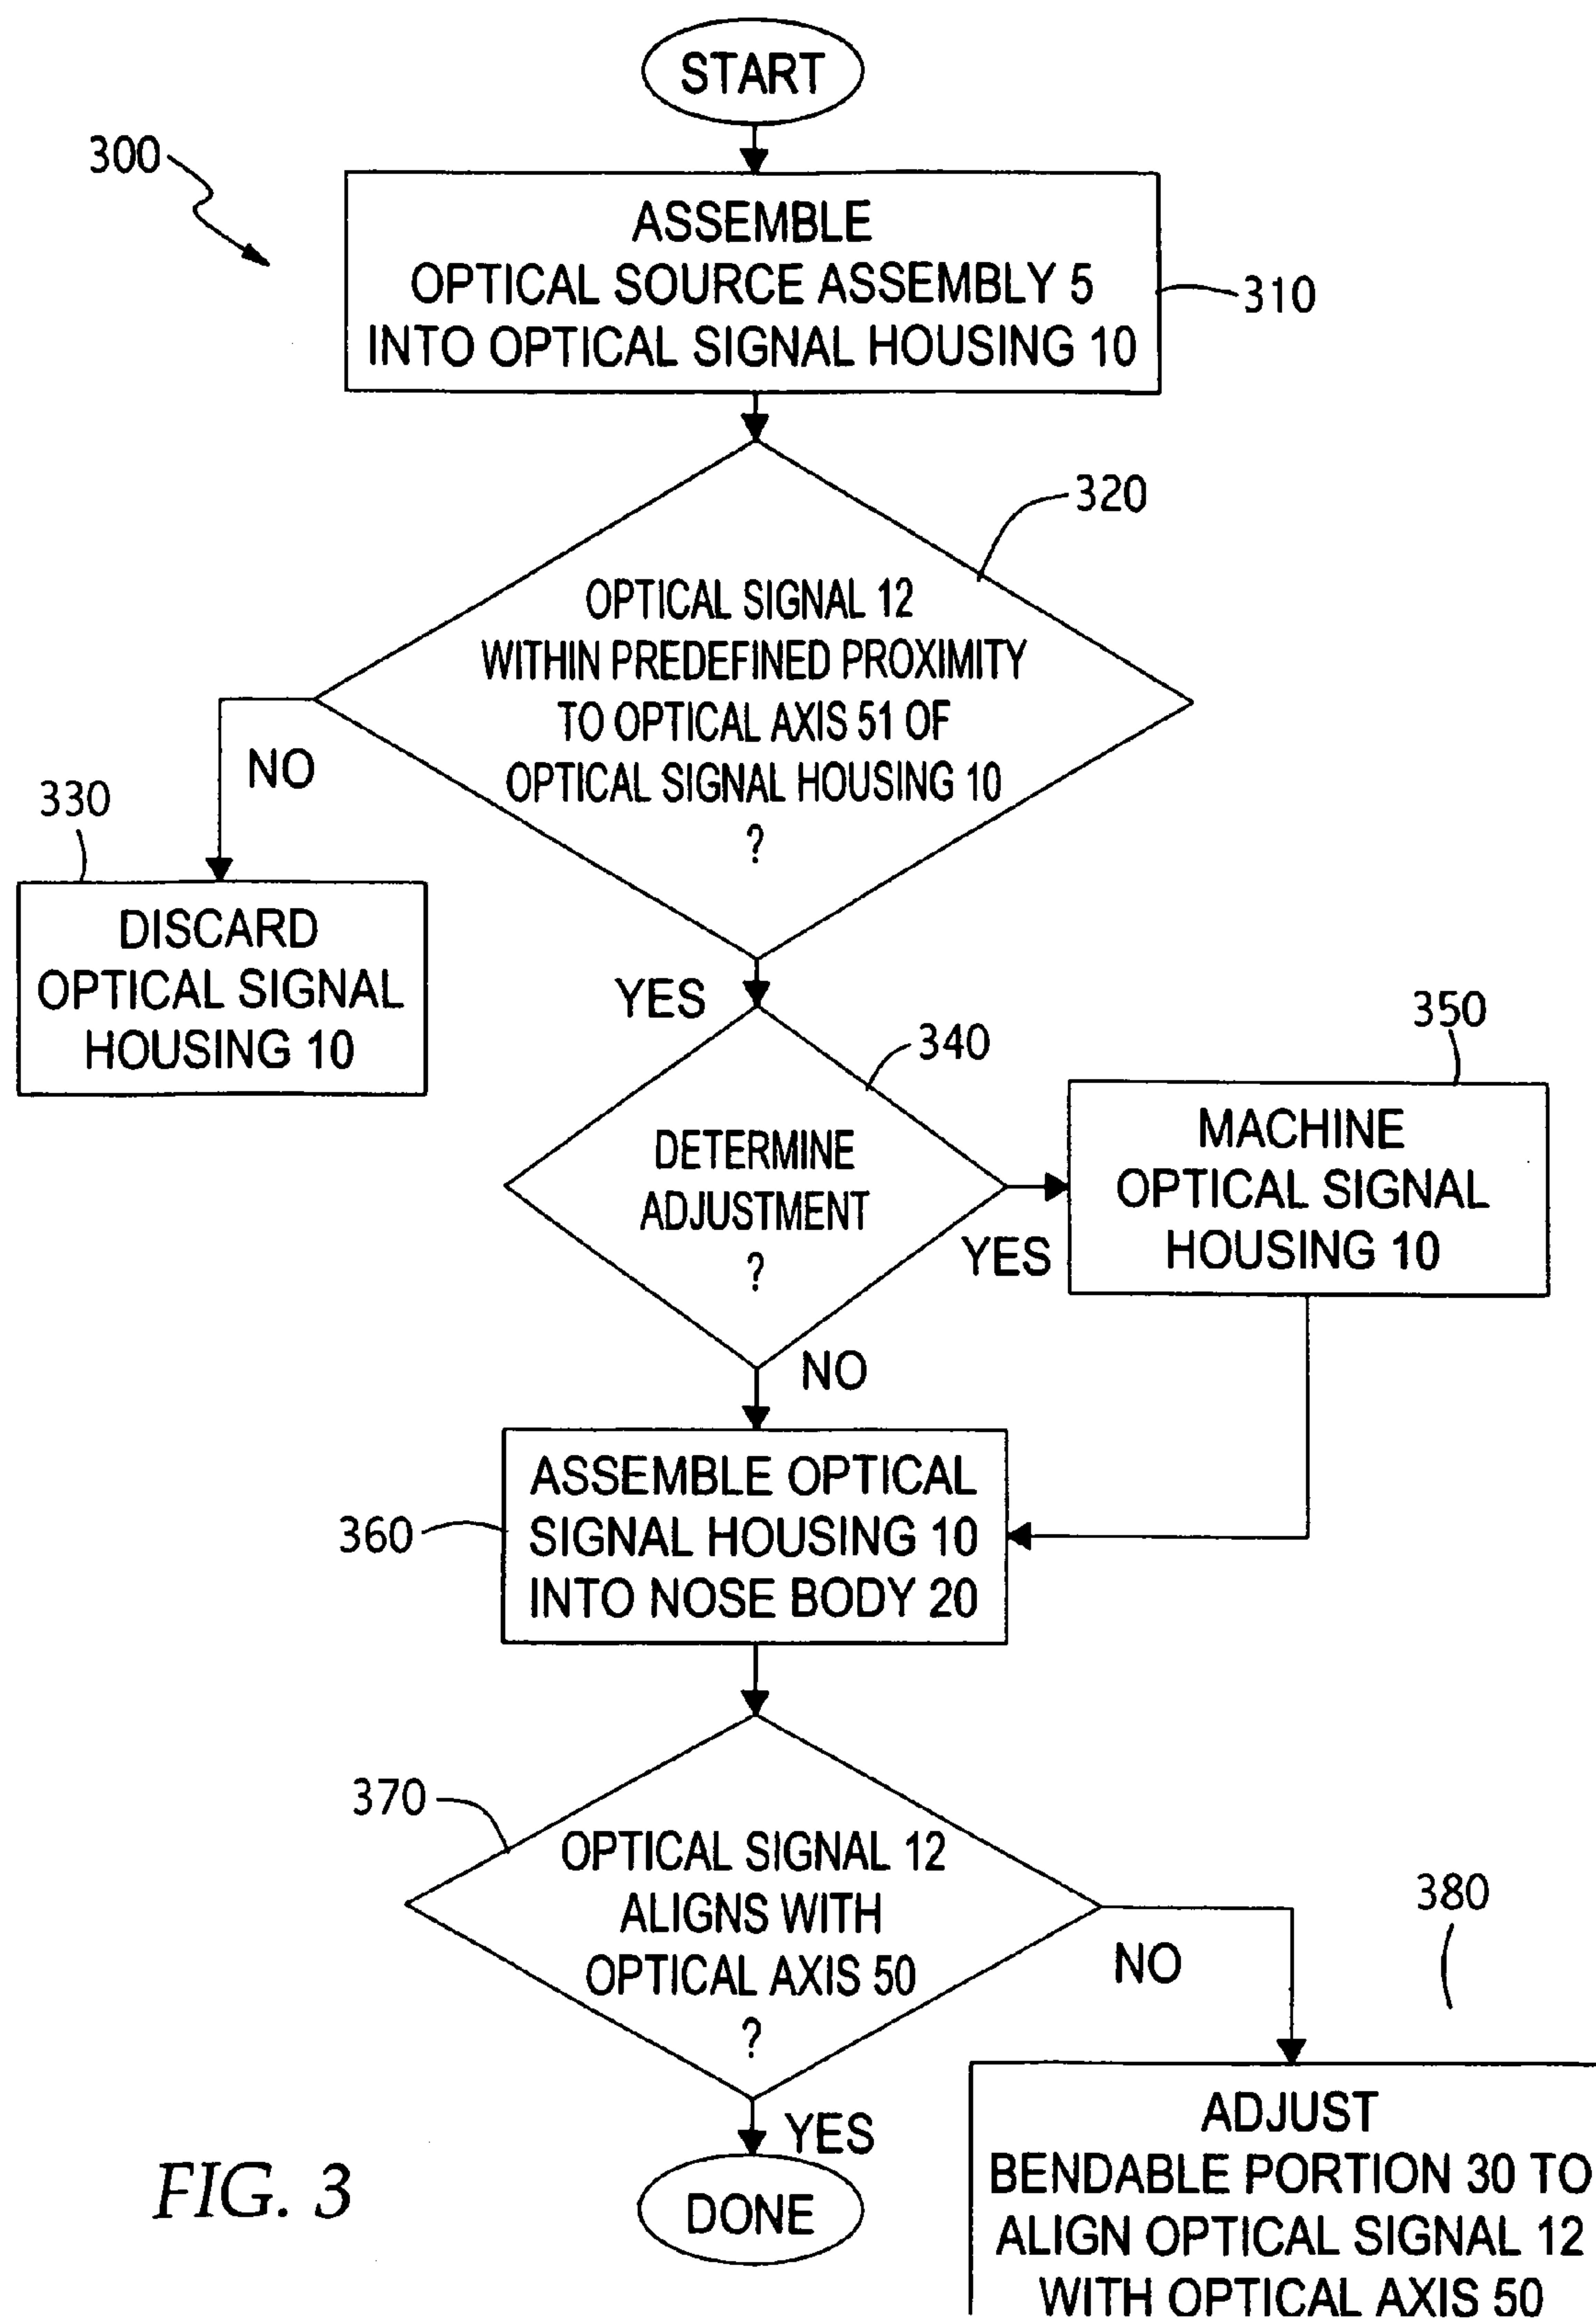 START
300
ASSEMBLE
OPTICAL SOURCE ASSEMBLY 5
INTO OPTICAL SIGNAL HOUSING 10
310
320
OPTICAL SIGNAL 12
WITHIN PREDEFINED PROXIMITY
TO OPTICAL AXIS 51 OF
OPTICAL SIGNAL HOUSING 10
?
NO
330
DISCARD
OPTICAL SIGNAL
HOUSING 10
YES
340
DETERMINE
ADJUSTMENT
?
YES
350
MACHINE
OPTICAL SIGNAL
HOUSING 10
NO
360
ASSEMBLE OPTICAL
SIGNAL HOUSING 10
INTO NOSE BODY 20
370
OPTICAL SIGNAL 12
ALIGNS WITH
OPTICAL AXIS 50
?
NO
380
ADJUST
BENDABLE PORTION 30 TO
ALIGN OPTICAL SIGNAL 12
WITH OPTICAL AXIS 50
YES
DONE
FIG. 3